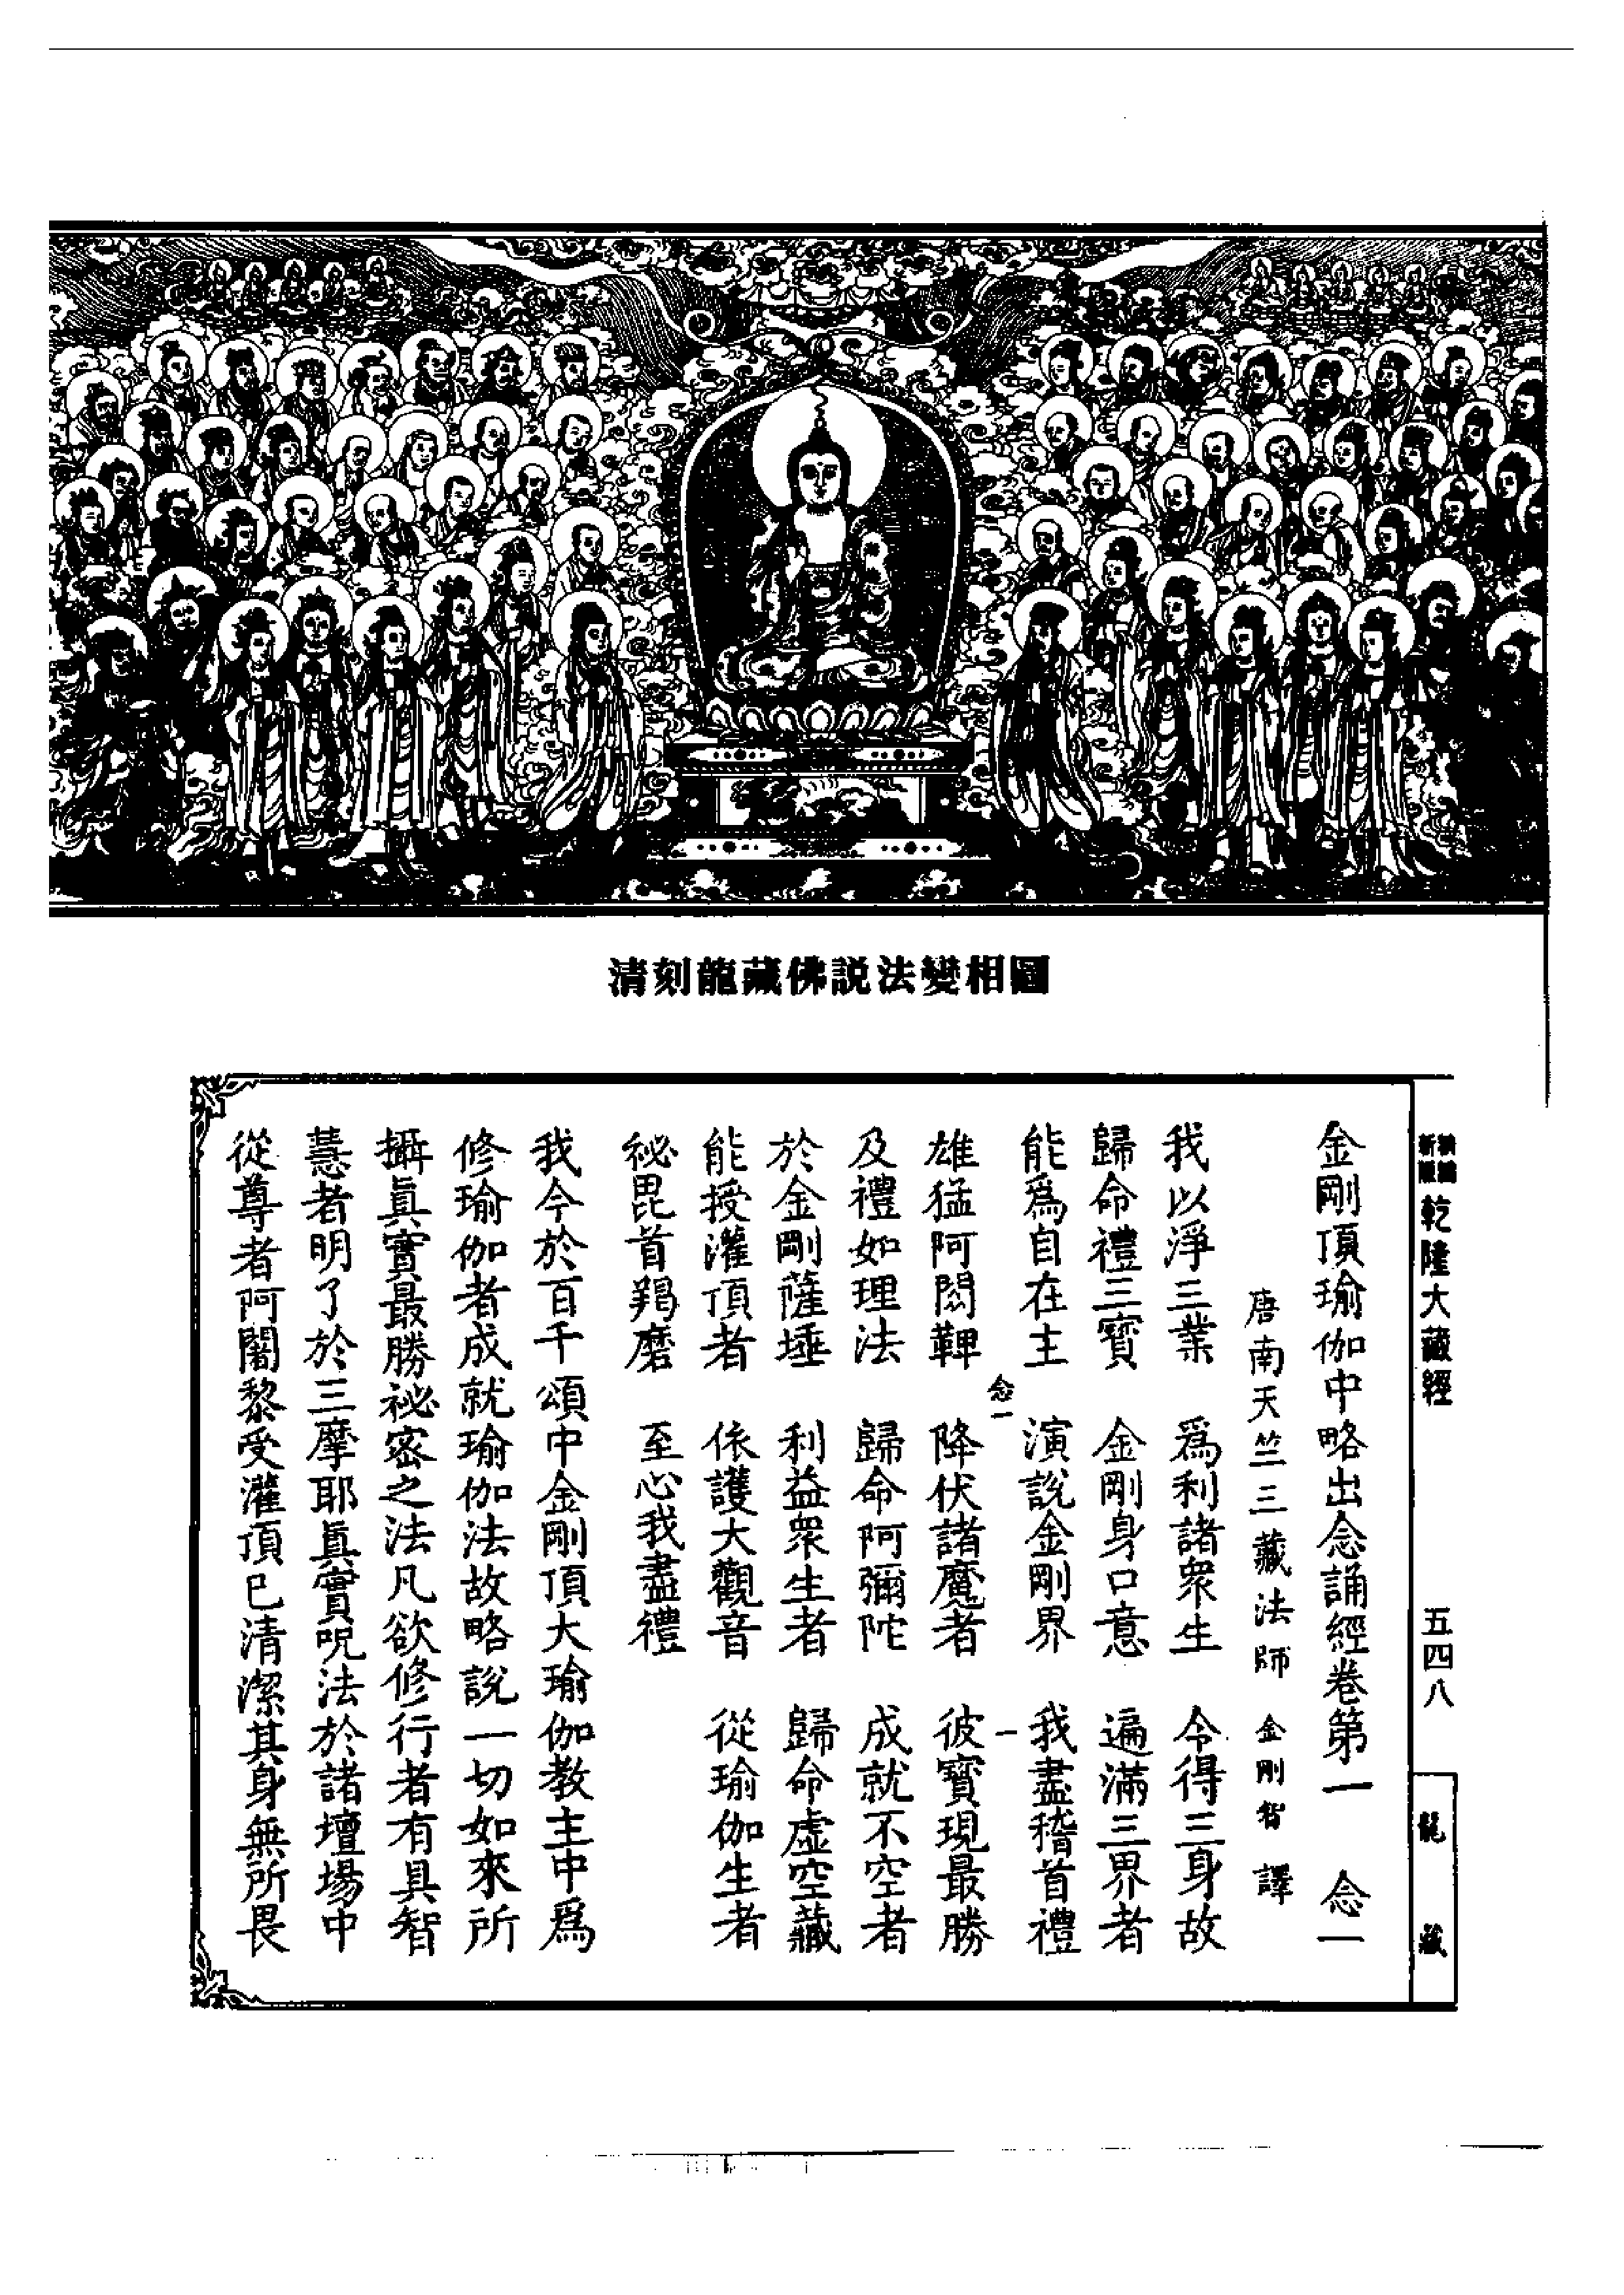 清刻龍藏佛説法變相圖
乾隆大藏經
五四八
龍藏
金剛頂瑜伽中略出念誦經卷第一 念一
唐南天竺三藏法師 金剛智 譯
我以淨三業 爲利諸衆生 令得三身故
歸命禮三寶 金剛身口意 遍滿三界者
能爲自在主 演說金剛界 我盡稽首禮
念一 一
雄猛阿閦鞞 降伏諸魔者 彼寶現最勝
及禮如理法 歸命阿彌陀 成就不空者
於金剛薩埵 利益衆生者 歸命虛空藏
能授灌頂者 依護大觀音 從瑜伽生者
祕毘首羯磨 至心我盡禮
我今於百千頌中金剛頂大瑜伽教主中爲
修瑜伽者成就瑜伽法故略說一切如來所
攝眞實最勝祕密之法凡欲修行者有具智
慧者明了於三摩耶眞實呪法於諸壇場中
從尊者阿闍黎受灌頂已清潔其身無所畏